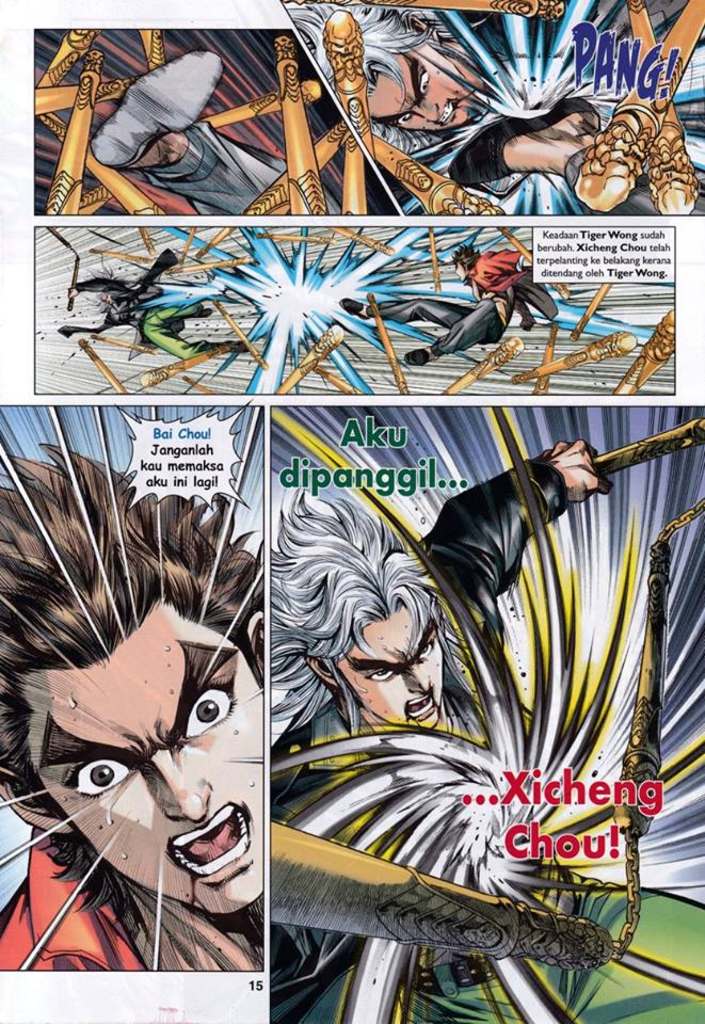 PANG!
Keadaan Tiger Wong sudah
berubah. Xicheng Chou telah
terpelanting ke belakang kerana
ditendang oleh Tiger Wong.
Bai Chou!
Janganlah
kau memaksa
aku ini lagi!
Aku
dipanggil...
...Xicheng
Chou!
15